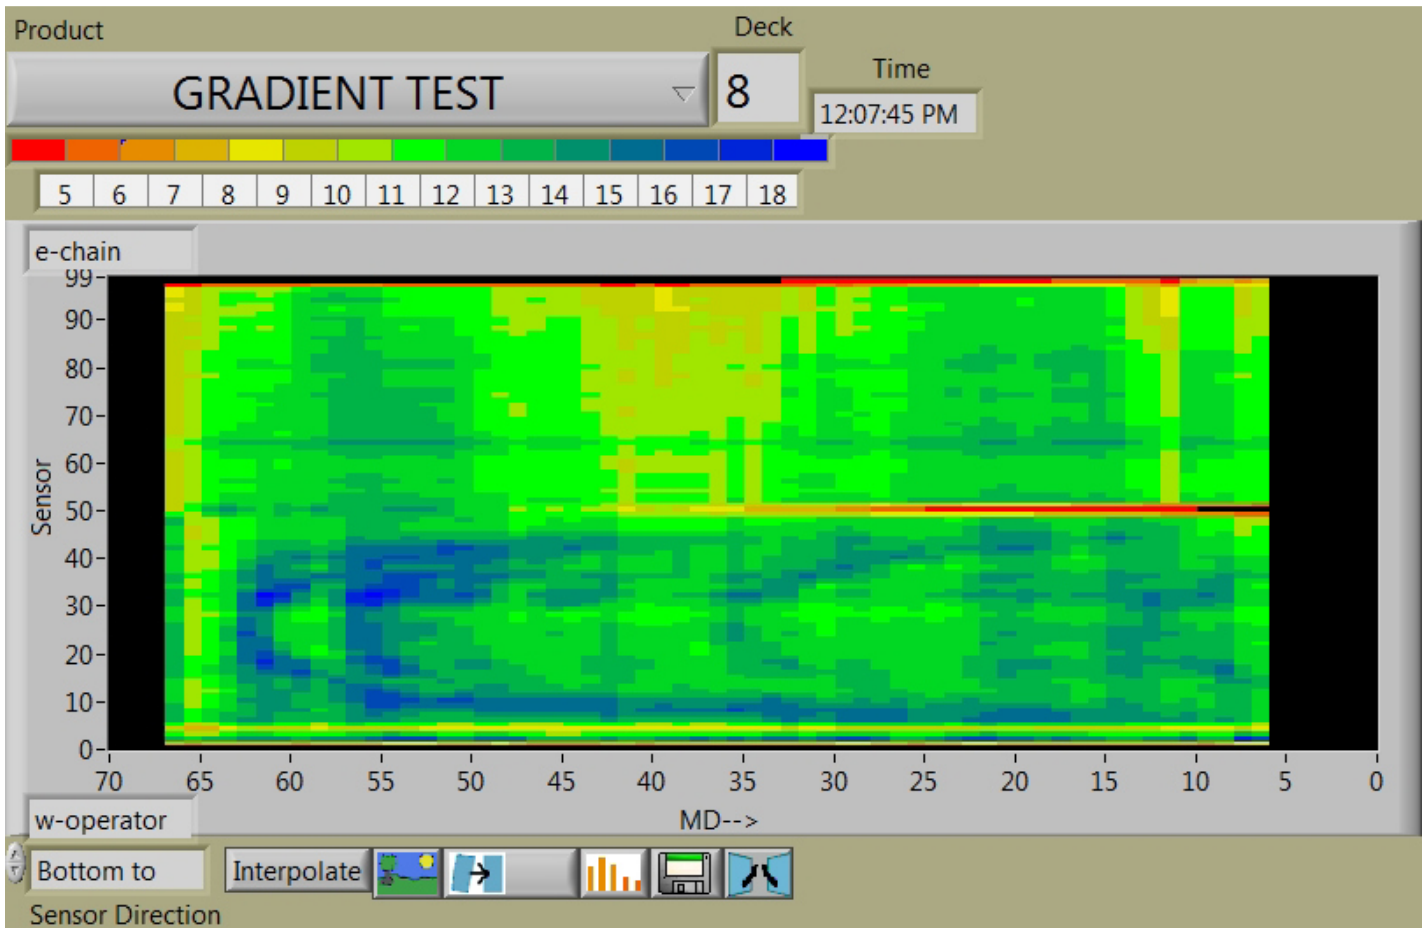 Product
Deck
GRADIENT TEST
8
Time
12:07:45 PM
5 6 7 8 9 10 11 12 13 14 15 16 17 18
e-chain
99
90
80
70
60
50
40
30
20
10
0
Sensor
70 65 60 55 50 45 40 35 30 25 20 15 10 5 0
MD-->
w-operator
Bottom to
Interpolate
Sensor Direction